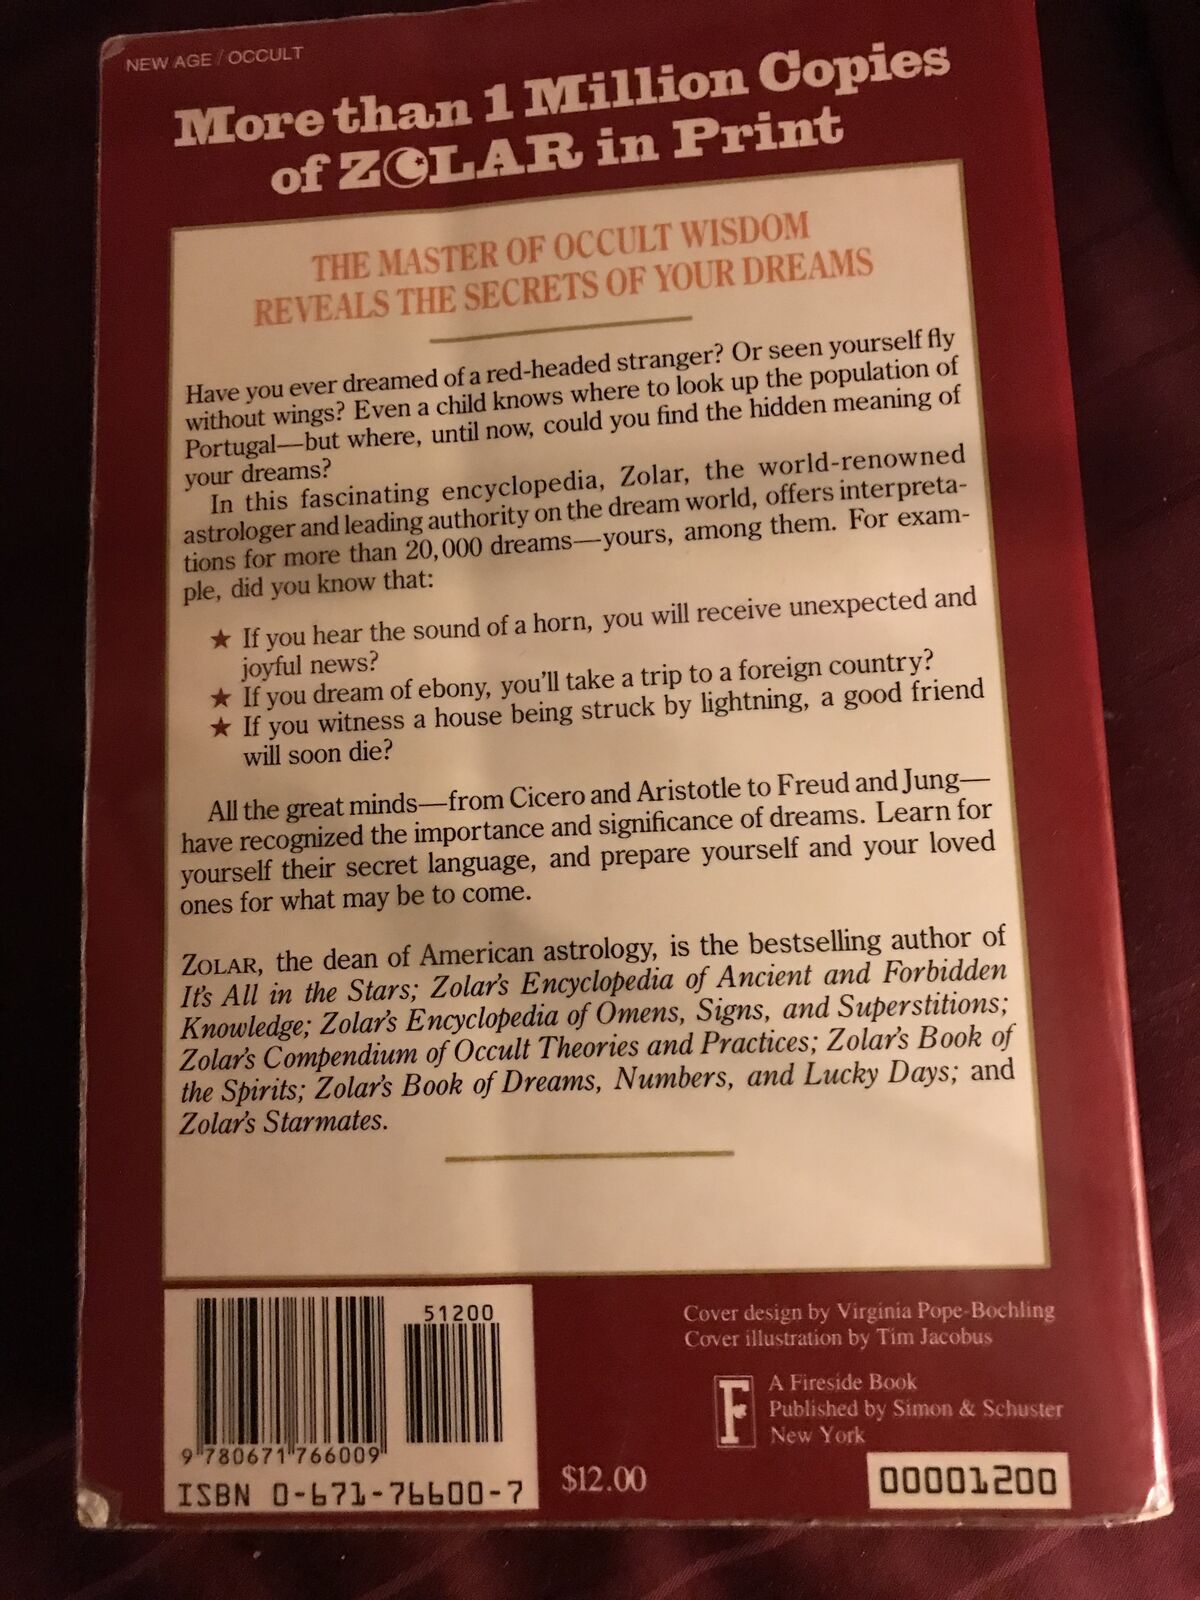 NEW AGE / OCCULT
More than 1 Million Copies
of ZOLAR in Print
THE MASTER OF OCCULT WISDOM
REVEALS THE SECRETS OF YOUR DREAMS
Have you ever dreamed of a red-headed stranger? Or seen yourself fly
without wings? Even a child knows where to look up the population of
Portugal—but where, until now, could you find the hidden meaning of
your dreams?
In this fascinating encyclopedia, Zolar, the world-renowned
astrologer and leading authority on the dream world, offers interpreta-
tions for more than 20,000 dreams—yours, among them. For exam-
ple, did you know that:
★ If you hear the sound of a horn, you will receive unexpected and
joyful news?
★ If you dream of ebony, you'll take a trip to a foreign country?
★ If you witness a house being struck by lightning, a good friend
will soon die?
All the great minds—from Cicero and Aristotle to Freud and Jung—
have recognized the importance and significance of dreams. Learn for
yourself their secret language, and prepare yourself and your loved
ones for what may be to come.
ZOLAR, the dean of American astrology, is the bestselling author of
It's All in the Stars; Zolar's Encyclopedia of Ancient and Forbidden
Knowledge; Zolar's Encyclopedia of Omens, Signs, and Superstitions;
Zolar's Compendium of Occult Theories and Practices; Zolar's Book of
the Spirits; Zolar's Book of Dreams, Numbers, and Lucky Days; and
Zolar's Starmates.
51200
9 780671 766009
ISBN 0-671-76600-7
$12.00
Cover design by Virginia Pope-Bochling
Cover illustration by Tim Jacobus
F
A Fireside Book
Published by Simon & Schuster
New York
00001200